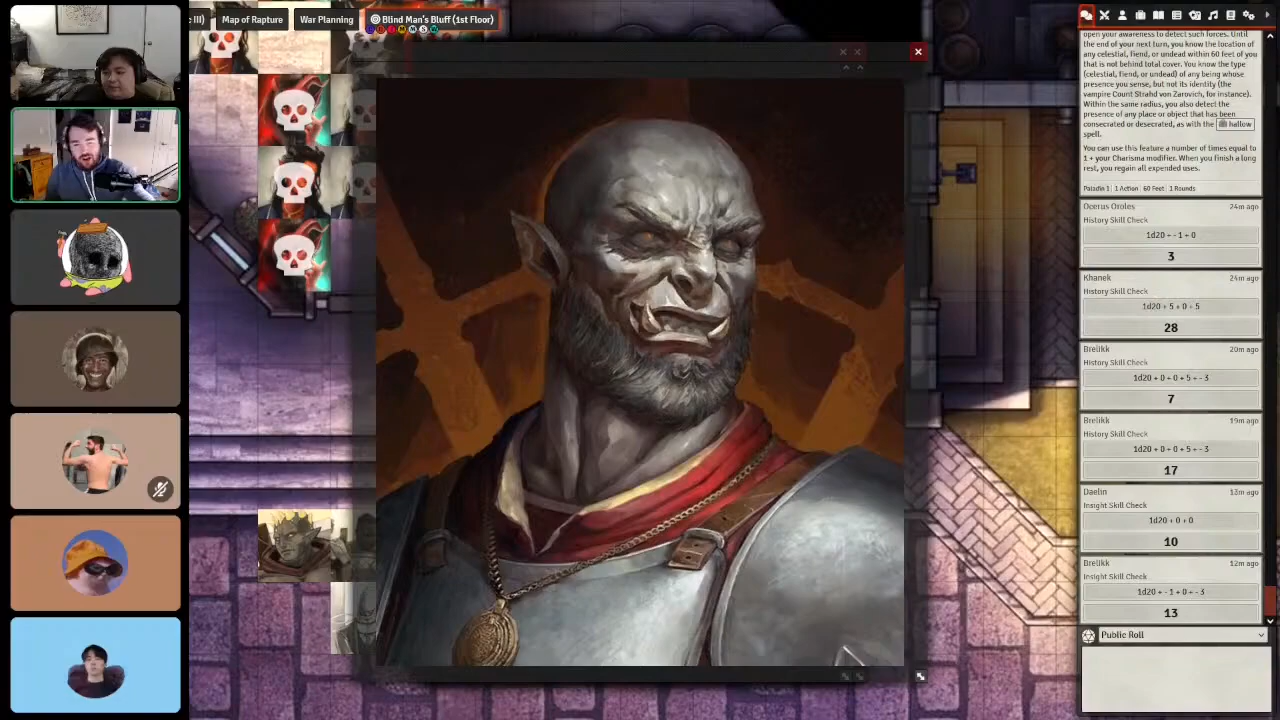 c III)
Map of Rapture
War Planning
Blind Man's Bluff (1st Floor)
open your awareness to detect such forces. Until
the end of your next turn, you know the location of
any celestial, fiend, or undead within 60 feet of you
that is not behind total cover. You know the type
(celestial, fiend, or undead) of any being whose
presence you sense, but not its identity (the
vampire Count Strahd von Zarovich, for instance).
Within the same radius, you also detect the
presence of any place or object that has been
consecrated or desecrated, as with the hallow
spell.
You can use this feature a number of times equal to
1 + your Charisma modifier. When you finish a long
rest, you regain all expended uses.
Paladin 1 | 1 Action | 60 Feet | 1 Rounds
Ocerus Oroles 24m ago
History Skill Check
1d20 + - 1 + 0
3
Khanek 24m ago
History Skill Check
1d20 + 5 + 0 + 5
28
Brelikk 20m ago
History Skill Check
1d20 + 0 + 0 + 5 + - 3
7
Brelikk 19m ago
History Skill Check
1d20 + 0 + 0 + 5 + - 3
17
Daelin 13m ago
Insight Skill Check
1d20 + 0 + 0
10
Brelikk 12m ago
Insight Skill Check
1d20 + - 1 + 0 + - 3
13
Public Roll